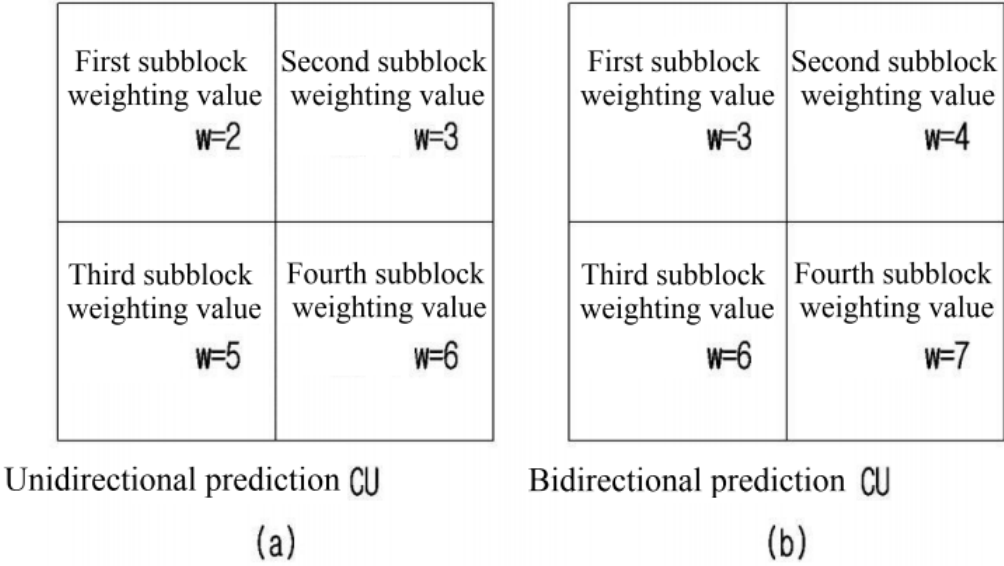 First subblock
weighting value
w=2
Second subblock
weighting value
w=3
Third subblock
weighting value
w=5
Fourth subblock
weighting value
w=6
Unidirectional prediction CU
(a)
First subblock
weighting value
w=3
Second subblock
weighting value
w=4
Third subblock
weighting value
w=6
Fourth subblock
weighting value
w=7
Bidirectional prediction CU
(b)